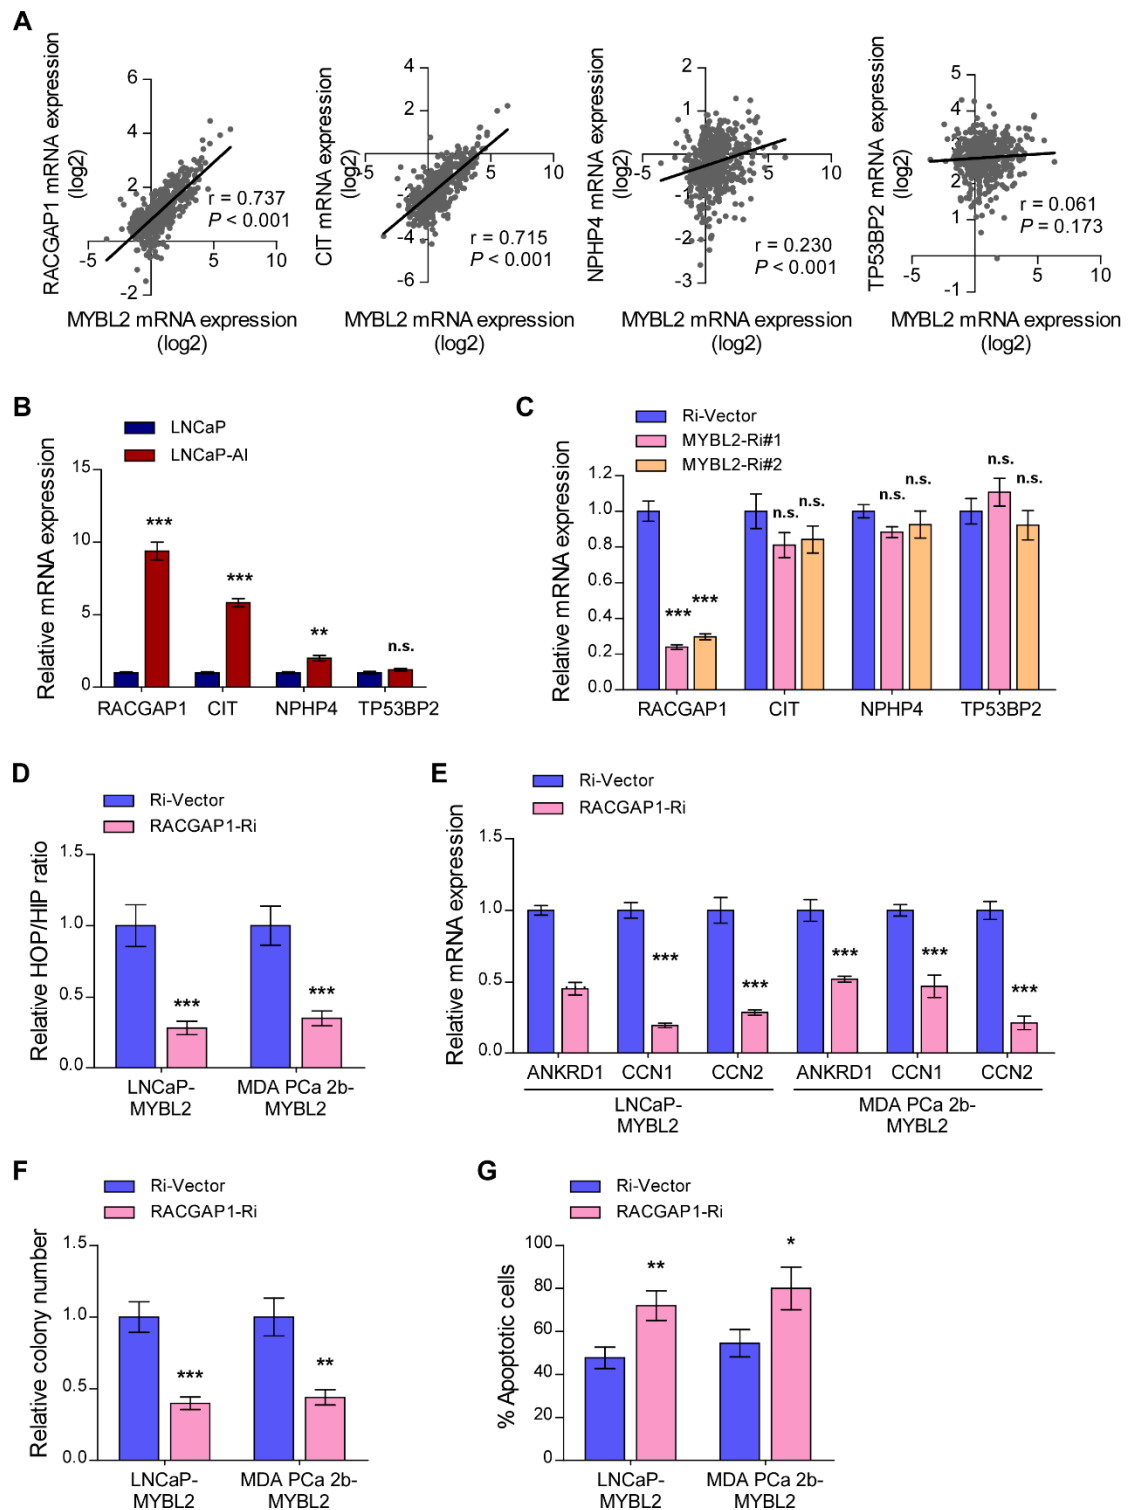 A
RACGAP1 mRNA expression
(log2)
6
4
2
-2
-5
5
10
r = 0.737
P < 0.001
MYBL2 mRNA expression
(log2)
CIT mRNA expression
(log2)
4
2
-4
-6
-5
5
10
r = 0.715
P < 0.001
MYBL2 mRNA expression
(log2)
NPHP4 mRNA expression
(log2)
2
1
-1
-2
-3
-5
5
10
r = 0.230
P < 0.001
MYBL2 mRNA expression
(log2)
TP53BP2 mRNA expression
(log2)
5
4
2
1
-1
-5
5
10
r = 0.061
P = 0.173
MYBL2 mRNA expression
(log2)
B
LNCaP
LNCaP-AI
Relative mRNA expression
15
10
5
0
***
***
**
n.s.
RACGAP1 CIT NPHP4 TP53BP2
C
Ri-Vector
MYBL2-Ri#1
MYBL2-Ri#2
Relative mRNA expression
1.2
1.0
0.8
0.6
0.4
0.2
0.0
*** ***
n.s. n.s.
n.s. n.s.
n.s. n.s.
RACGAP1 CIT NPHP4 TP53BP2
D
Ri-Vector
RACGAP1-Ri
Relative HOP/HIP ratio
1.5
1.0
0.5
0.0
***
***
LNCaP-
MYBL2
MDA PCa 2b-
MYBL2
E
Ri-Vector
RACGAP1-Ri
Relative mRNA expression
1.5
1.0
0.5
0.0
***
***
***
***
***
ANKRD1 CCN1 CCN2 ANKRD1 CCN1 CCN2
LNCaP-
MYBL2
MDA PCa 2b-
MYBL2
F
Ri-Vector
RACGAP1-Ri
Relative colony number
1.5
1.0
0.5
0.0
***
**
LNCaP-
MYBL2
MDA PCa 2b-
MYBL2
G
Ri-Vector
RACGAP1-Ri
% Apoptotic cells
100
80
60
40
20
0
**
*
LNCaP-
MYBL2
MDA PCa 2b-
MYBL2